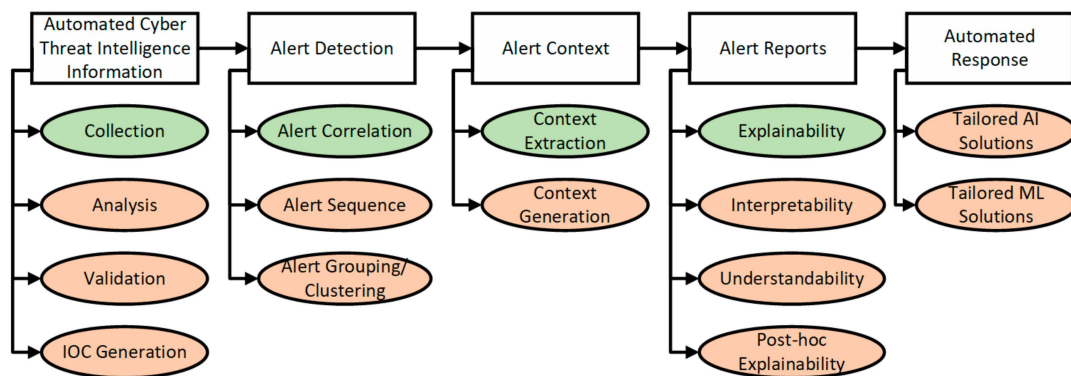 Automated Cyber
Threat Intelligence
Information
Alert Detection
Alert Context
Alert Reports
Automated
Response
Collection
Alert Correlation
Context
Extraction
Explainability
Tailored AI
Solutions
Analysis
Alert Sequence
Context
Generation
Interpretability
Tailored ML
Solutions
Validation
Alert Grouping/
Clustering
Understandability
IOC Generation
Post-hoc
Explainability